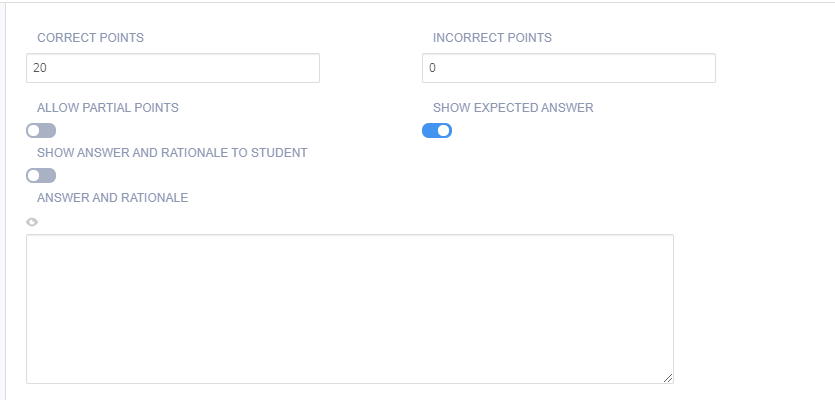 CORRECT POINTS
INCORRECT POINTS
20
0
ALLOW PARTIAL POINTS
SHOW EXPECTED ANSWER
SHOW ANSWER AND RATIONALE TO STUDENT
ANSWER AND RATIONALE